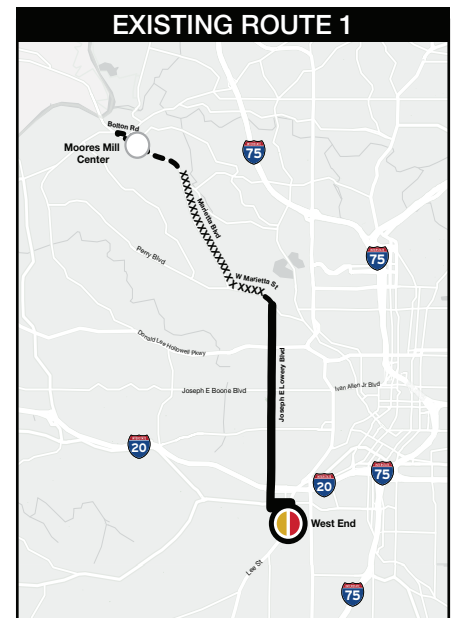 EXISTING ROUTE 1
Bolton Rd
Moores Mill
Center
75
Marietta Blvd
75
Perry Blvd
W Marietta St
Donald Lee Hollowell Pkwy
Joseph E Lowery Blvd
Ivan Allen Jr Blvd
Joseph E Boone Blvd
20
75
20
West End
Lee St
75